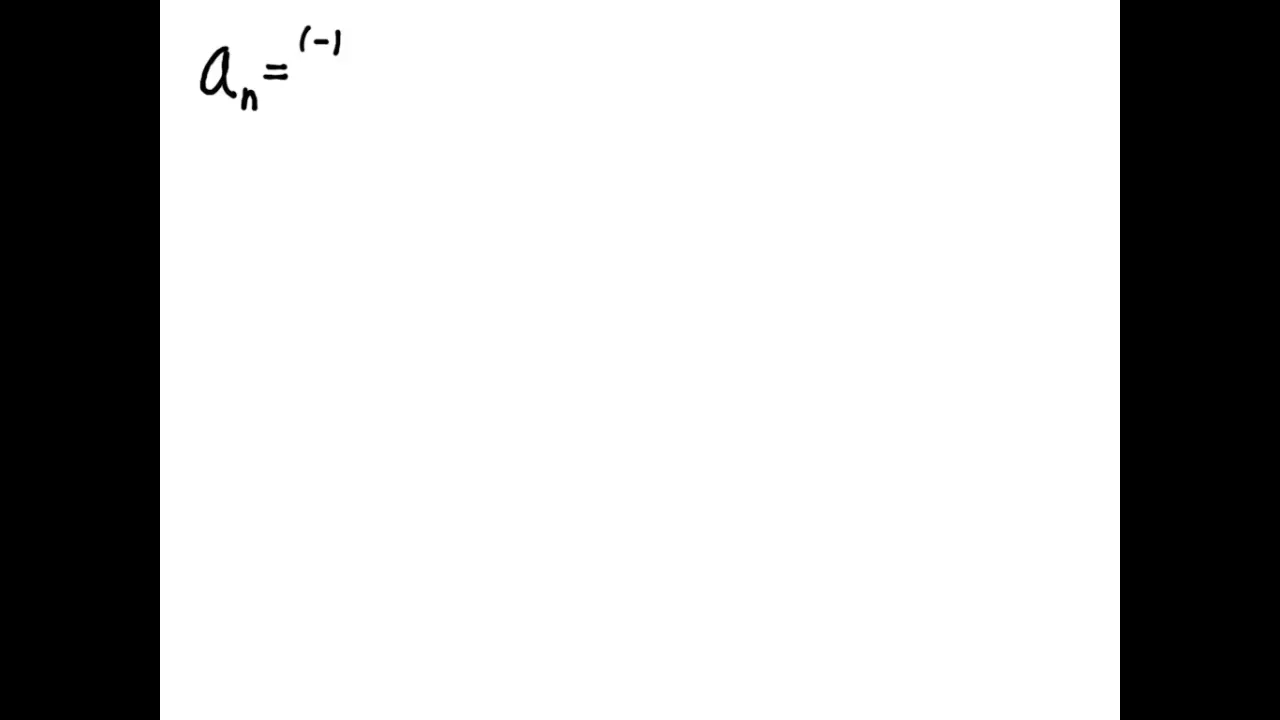 aₙ = (-1